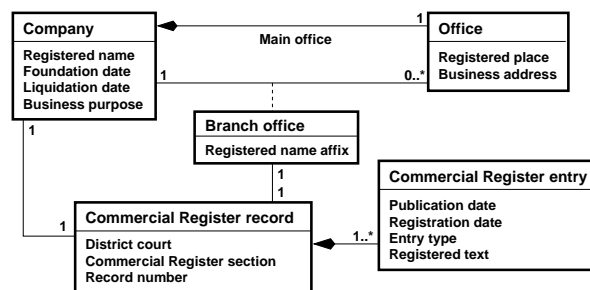 Company
Registered name
Foundation date
Liquidation date
Business purpose
Main office
1
Office
Registered place
Business address
1
0..*
Branch office
Registered name affix
1
1
1
1
Commercial Register record
District court
Commercial Register section
Record number
1..*
Commercial Register entry
Publication date
Registration date
Entry type
Registered text